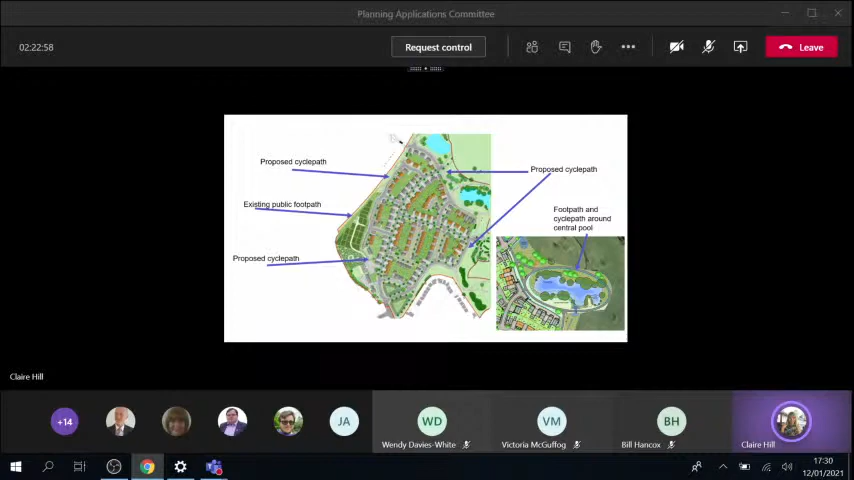 Planning Applications Committee
02:22:58
Request control
Leave
Proposed cyclepath
Proposed cyclepath
Existing public footpath
Footpath and
cyclepath around
central pool
Proposed cyclepath
Claire Hill
+14
JA
WD
VM
BH
Wendy Davies-White
Victoria McGuffog
Bill Hancox
Claire Hill
17:30
12/01/2021